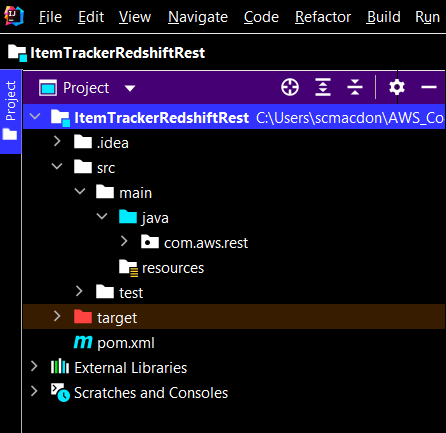 File Edit View Navigate Code Refactor Build Run
ItemTrackerRedshiftRest
Project
Project
ItemTrackerRedshiftRest C:\Users\scmacdon\AWS_Co
.idea
src
main
java
com.aws.rest
resources
test
target
pom.xml
External Libraries
Scratches and Consoles